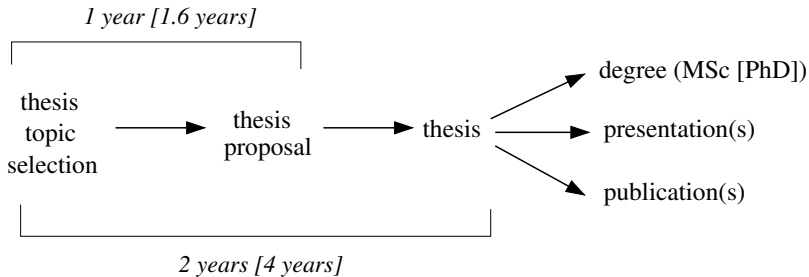 1 year [1.6 years]
thesis
topic
selection
thesis
proposal
thesis
degree (MSc [PhD])
presentation(s)
publication(s)
2 years [4 years]